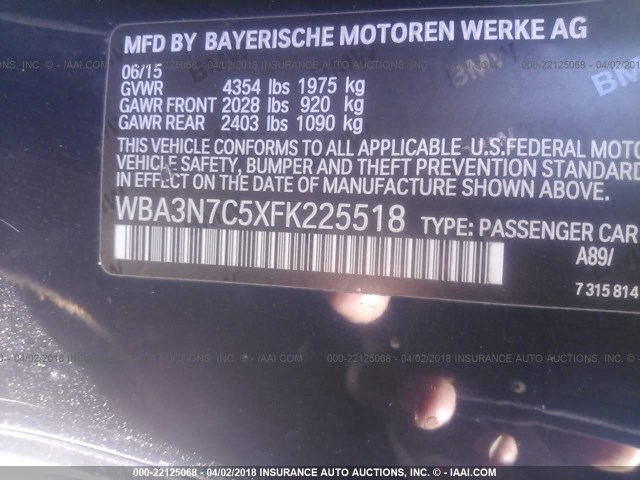 MFD BY BAYERISCHE MOTOREN WERKE AG
06/15
GVWR 4354 lbs 1975 kg
GAWR FRONT 2028 lbs 920 kg
GAWR REAR 2403 lbs 1090 kg
THIS VEHICLE CONFORMS TO ALL APPLICABLE U.S. FEDERAL MOTO
VEHICLE SAFETY, BUMPER AND THEFT PREVENTION STANDARD
IN EFFECT ON THE DATE OF MANUFACTURE SHOWN ABOVE.
WBA3N7C5XFK225518 TYPE: PASSENGER CAR
A89/
7 315 814
000-22125068 - 04/02/2018 INSURANCE AUTO AUCTIONS, INC. - IAAI.COM